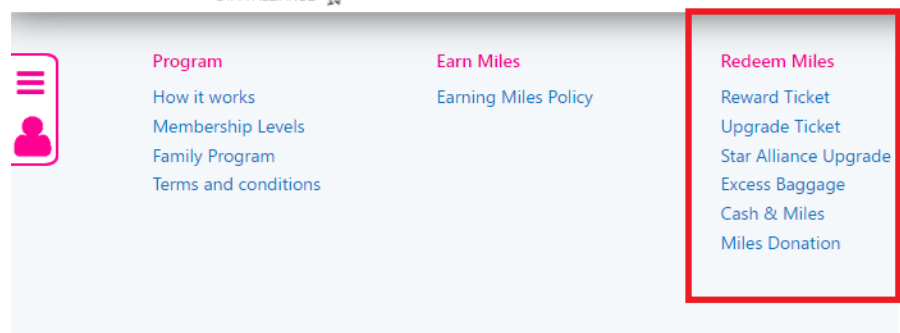 Program
How it works
Membership Levels
Family Program
Terms and conditions
Earn Miles
Earning Miles Policy
Redeem Miles
Reward Ticket
Upgrade Ticket
Star Alliance Upgrade
Excess Baggage
Cash & Miles
Miles Donation